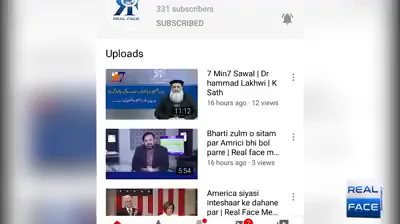 REAL FACE
331 subscribers
SUBSCRIBED
Uploads
7 Min7 Sawal | Dr
hammad Lakhwi | K
Sath
16 hours ago · 12 views
11:12
Bharti zulm o sitam
par Amrici bhi bol
parre | Real face m...
16 hours ago · 3 views
5:54
America siyasi
inteshaar ke dahane
par | Real Face Me...
REAL
FACE